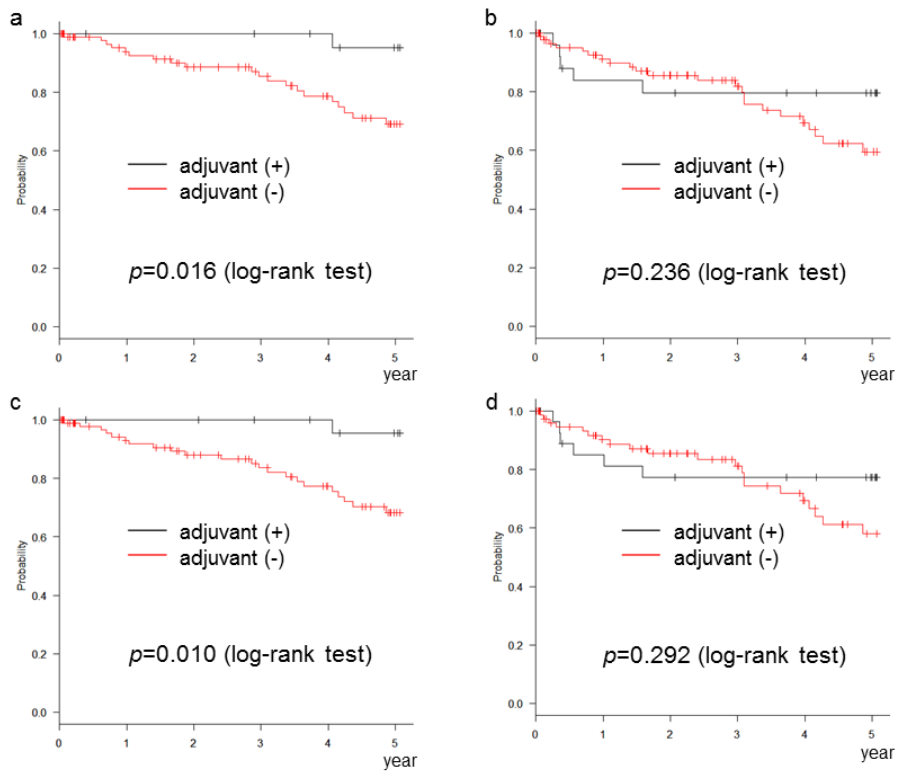 a
1.0
0.8
0.6
0.4
0.2
0.0
Probability
adjuvant (+)
adjuvant (-)
p=0.016 (log-rank test)
0 1 2 3 4 5
year
b
1.0
0.8
0.6
0.4
0.2
0.0
Probability
adjuvant (+)
adjuvant (-)
p=0.236 (log-rank test)
0 1 2 3 4 5
year
c
1.0
0.8
0.6
0.4
0.2
0.0
Probability
adjuvant (+)
adjuvant (-)
p=0.010 (log-rank test)
0 1 2 3 4 5
year
d
1.0
0.8
0.6
0.4
0.2
0.0
Probability
adjuvant (+)
adjuvant (-)
p=0.292 (log-rank test)
0 1 2 3 4 5
year